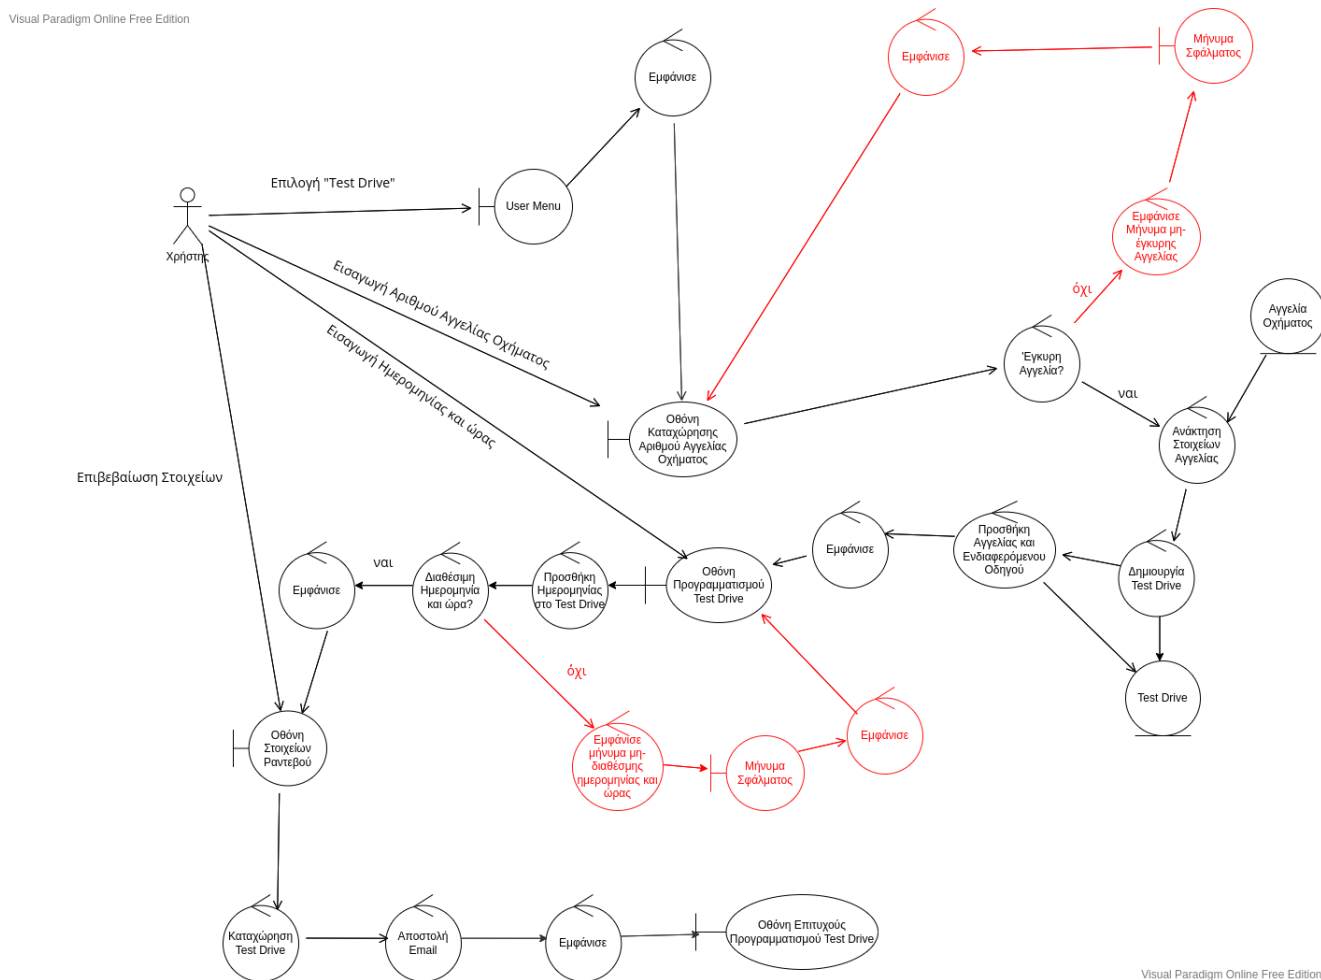 Visual Paradigm Online Free Edition
Μήνυμα
Σφάλματος
Εμφάνισε
Εμφάνισε
Επιλογή "Test Drive"
User Menu
Χρήστης
Εμφάνισε
Μήνυμα μη-
έγκυρης
Αγγελίας
Εισαγωγή Αριθμού Αγγελίας Οχήματος
Εισαγωγή Ημερομηνίας και ώρας
όχι
Αγγελία
Οχήματος
Έγκυρη
Αγγελία?
ναι
Οθόνη
Καταχώρησης
Αριθμού Αγγελίας
Οχήματος
Ανάκτηση
Στοιχείων
Αγγελίας
Επιβεβαίωση Στοιχείων
Προσθήκη
Αγγελίας και
Ενδιαφερόμενου
Οδηγού
Εμφάνισε
Δημιουργία
Test Drive
Οθόνη
Προγραμματισμού
Test Drive
Προσθήκη
Ημερομηνίας
στο Test Drive
Διαθέσιμη
Ημερομηνία
και ώρα?
ναι
Εμφάνισε
όχι
Test Drive
Οθόνη
Στοιχείων
Ραντεβού
Εμφάνισε
μήνυμα μη-
διαθέσμης
ημερομηνίας και
ώρας
Μήνυμα
Σφάλματος
Εμφάνισε
Καταχώρηση
Test Drive
Αποστολή
Email
Εμφάνισε
Οθόνη Επιτυχούς
Προγραμματισμού Test Drive
Visual Paradigm Online Free Edition